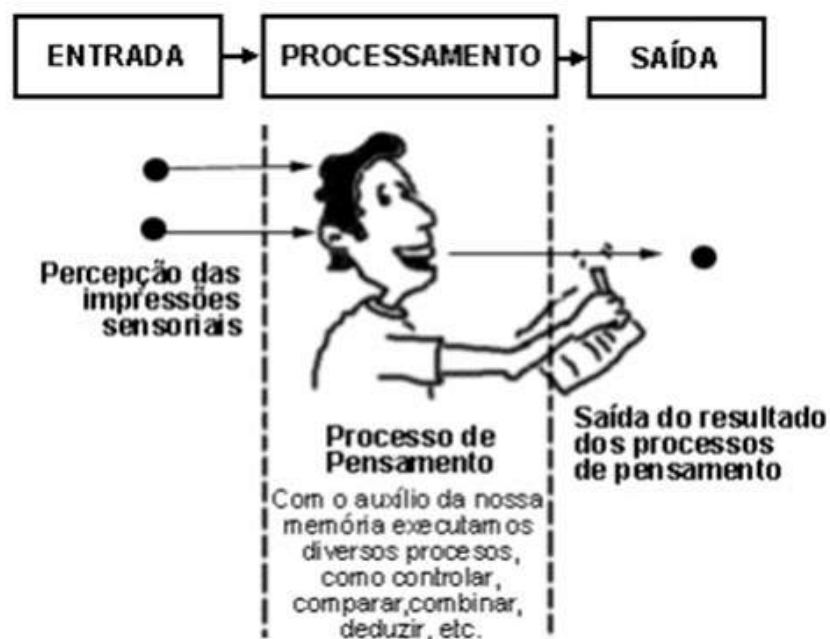 ENTRADA
PROCESSAMENTO
SAÍDA
Percepção das
impressões
sensoriais
Processo de
Pensamento
Com o auxílio da nossa
memória executamos
diversos procesos,
como controlar,
comparar,combinar,
deduzir, etc.
Saída do resultado
dos processos
de pensamento